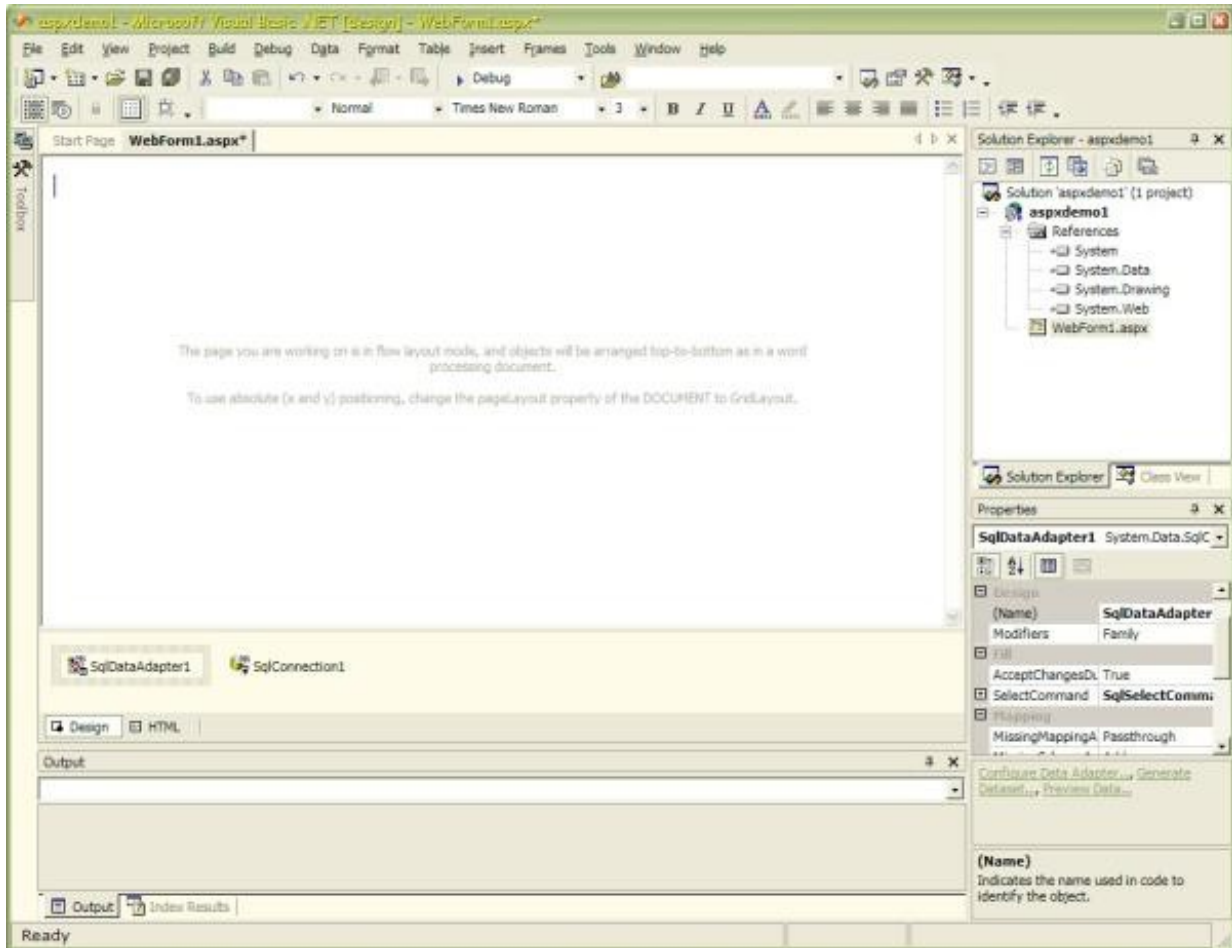 aspxdemo1 - Microsoft Visual Basic .NET [design] - WebForm1.aspx*
File Edit View Project Build Debug Data Format Table Insert Frames Tools Window Help
Debug
Normal Times New Roman 3 B I U A
Start Page WebForm1.aspx*
Toolbox
The page you are working on is in flow layout mode, and objects will be arranged top-to-bottom as in a word
processing document.
To use absolute (x and y) positioning, change the pageLayout property of the DOCUMENT to GridLayout.
SqlDataAdapter1 SqlConnection1
Design HTML
Output
Output Index Results
Ready
Solution Explorer - aspxdemo1
Solution 'aspxdemo1' (1 project)
aspxdemo1
References
System
System.Data
System.Drawing
System.Web
WebForm1.aspx
Solution Explorer Class View
Properties
SqlDataAdapter1 System.Data.SqlC
Design
(Name) SqlDataAdapter
Modifiers Family
Fill
AcceptChangesDu True
SelectCommand SqlSelectComma
Mapping
MissingMappingA Passthrough
Configure Data Adapter..., Generate
Dataset..., Preview Data...
(Name)
Indicates the name used in code to
identify the object.